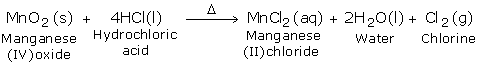 MnO₂ (s) + 4HCl(l) Δ ⟶ MnCl₂ (aq) + 2H₂O(l) + Cl₂ (g)
Manganese Hydrochloric Manganese Water Chlorine
(IV)oxide acid (II)chloride